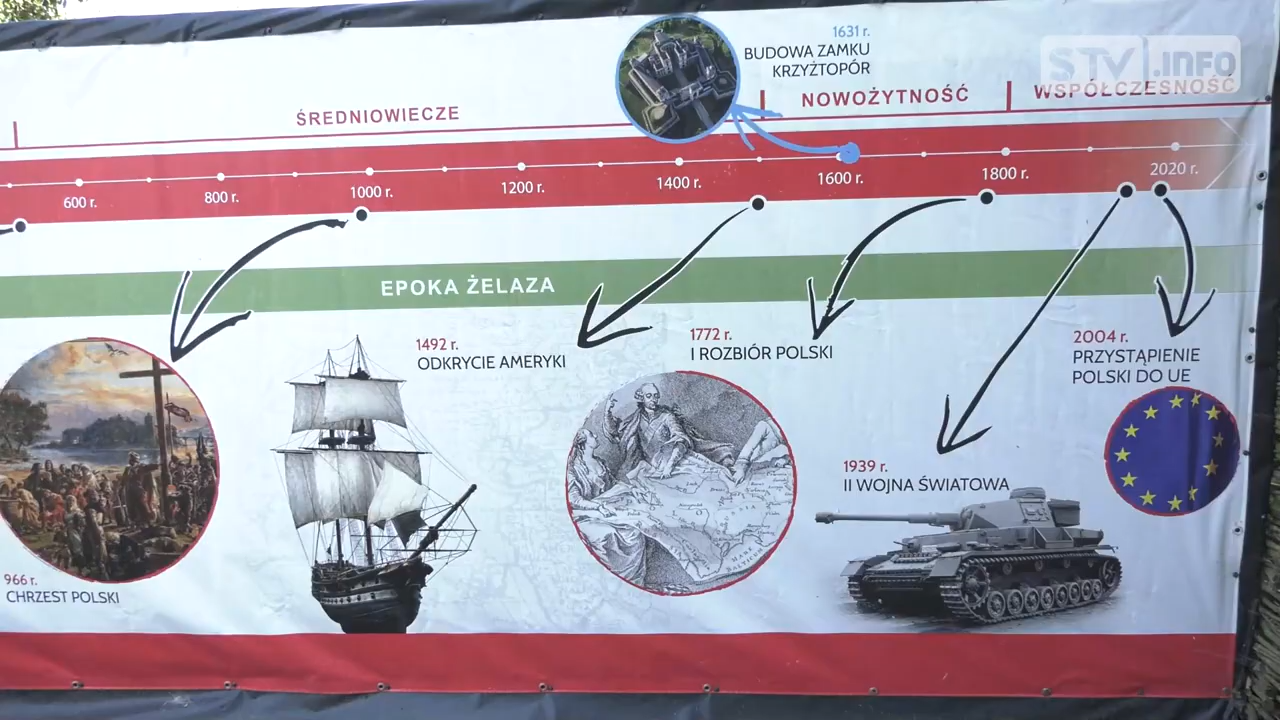 STV.INFO
1631 r.
BUDOWA ZAMKU
KRZYŻTOPÓR
ŚREDNIOWIECZE
NOWOŻYTNOŚĆ
WSPÓŁCZESNOŚĆ
600 r.
800 r.
1000 r.
1200 r.
1400 r.
1600 r.
1800 r.
2020 r.
EPOKA ŻELAZA
966 r.
CHRZEST POLSKI
1492 r.
ODKRYCIE AMERYKI
1772 r.
I ROZBIÓR POLSKI
1939 r.
II WOJNA ŚWIATOWA
2004 r.
PRZYSTĄPIENIE
POLSKI DO UE